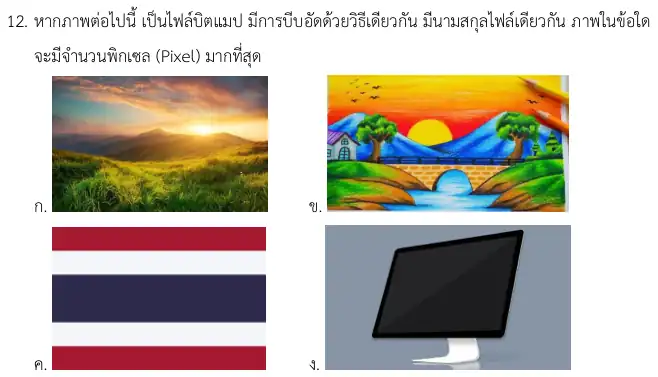 12. หากภาพต่อไปนี้ เป็นไฟล์บิตแมป มีการบีบอัดด้วยวิธีเดียวกัน มีนามสกุลไฟล์เดียวกัน ภาพในข้อใด
จะมีจำนวนพิกเซล (Pixel) มากที่สุด
ก.
ข.
ค.
ง.